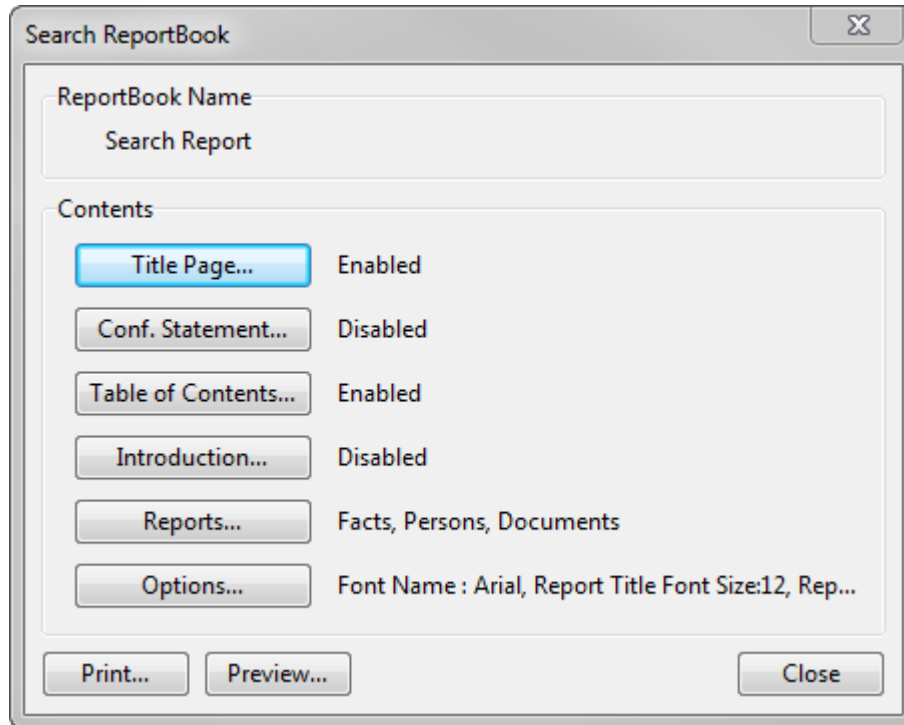 Search ReportBook
ReportBook Name
Search Report
Contents
Title Page... Enabled
Conf. Statement... Disabled
Table of Contents... Enabled
Introduction... Disabled
Reports... Facts, Persons, Documents
Options... Font Name : Arial, Report Title Font Size:12, Rep...
Print... Preview... Close